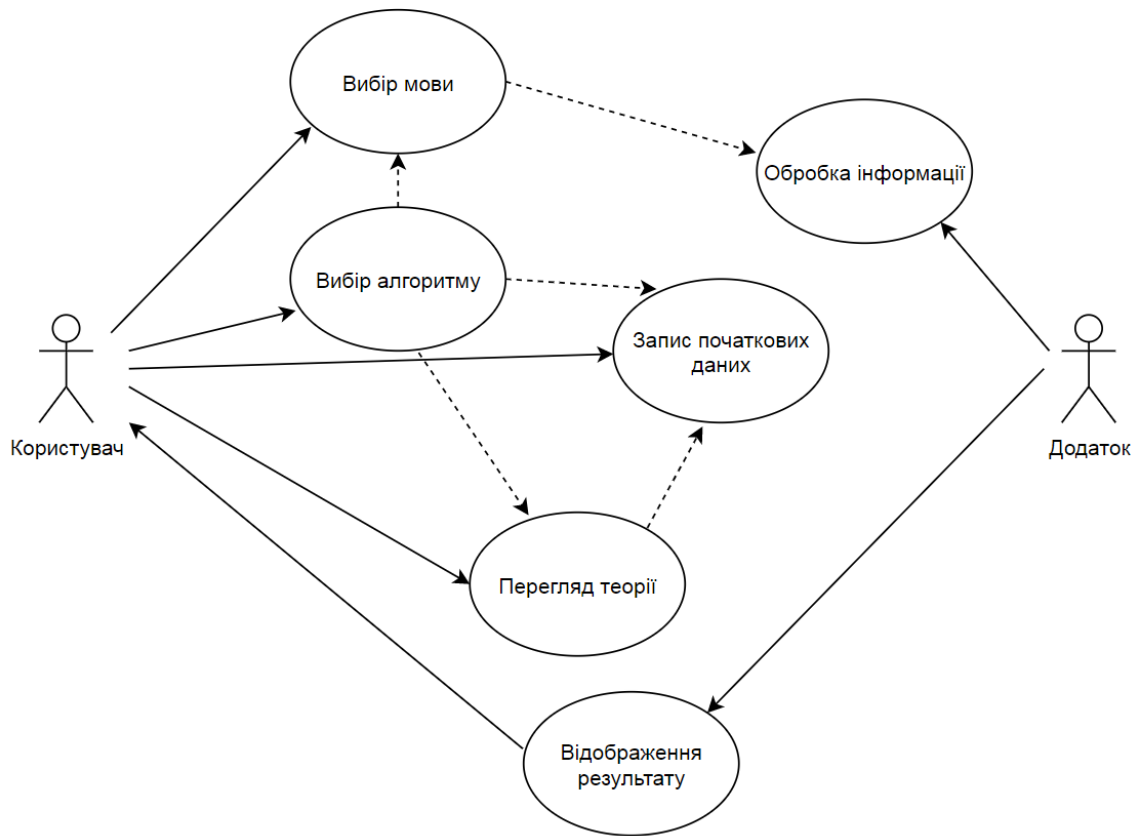 Вибір мови
Обробка інформації
Вибір алгоритму
Запис початкових
даних
Користувач
Додаток
Перегляд теорії
Відображення
результату